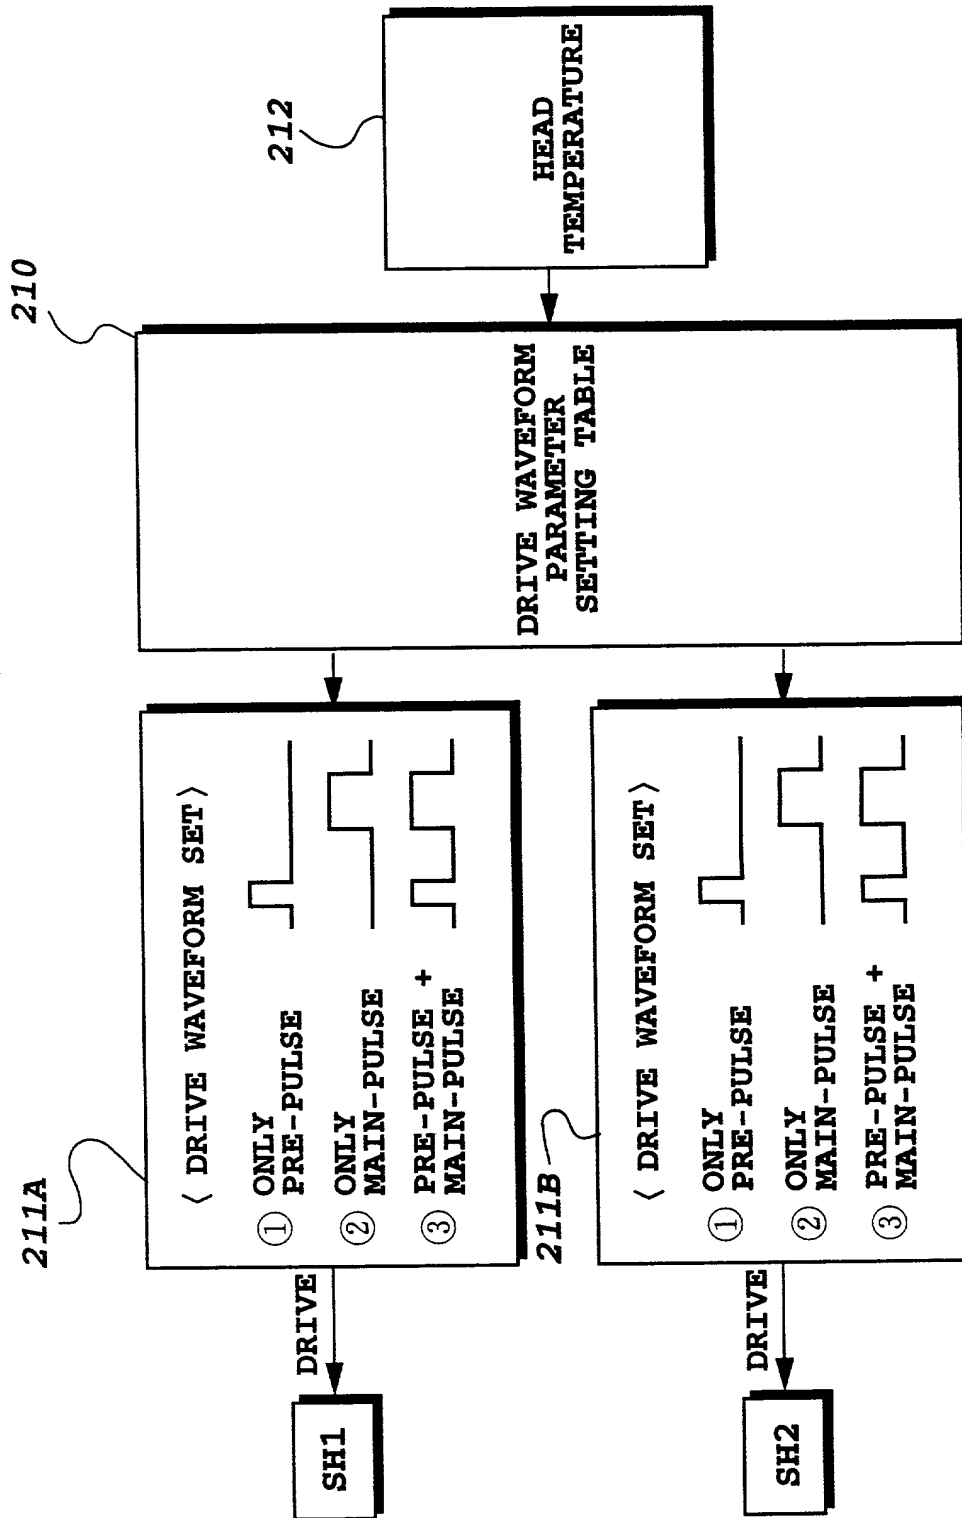 212
HEAD
TEMPERATURE
210
DRIVE WAVEFORM
PARAMETER
SETTING TABLE
211A
〈 DRIVE WAVEFORM SET〉
① ONLY
PRE-PULSE
② ONLY
MAIN-PULSE
③ PRE-PULSE +
MAIN-PULSE
DRIVE
SH1
211B
〈 DRIVE WAVEFORM SET〉
① ONLY
PRE-PULSE
② ONLY
MAIN-PULSE
③ PRE-PULSE +
MAIN-PULSE
DRIVE
SH2